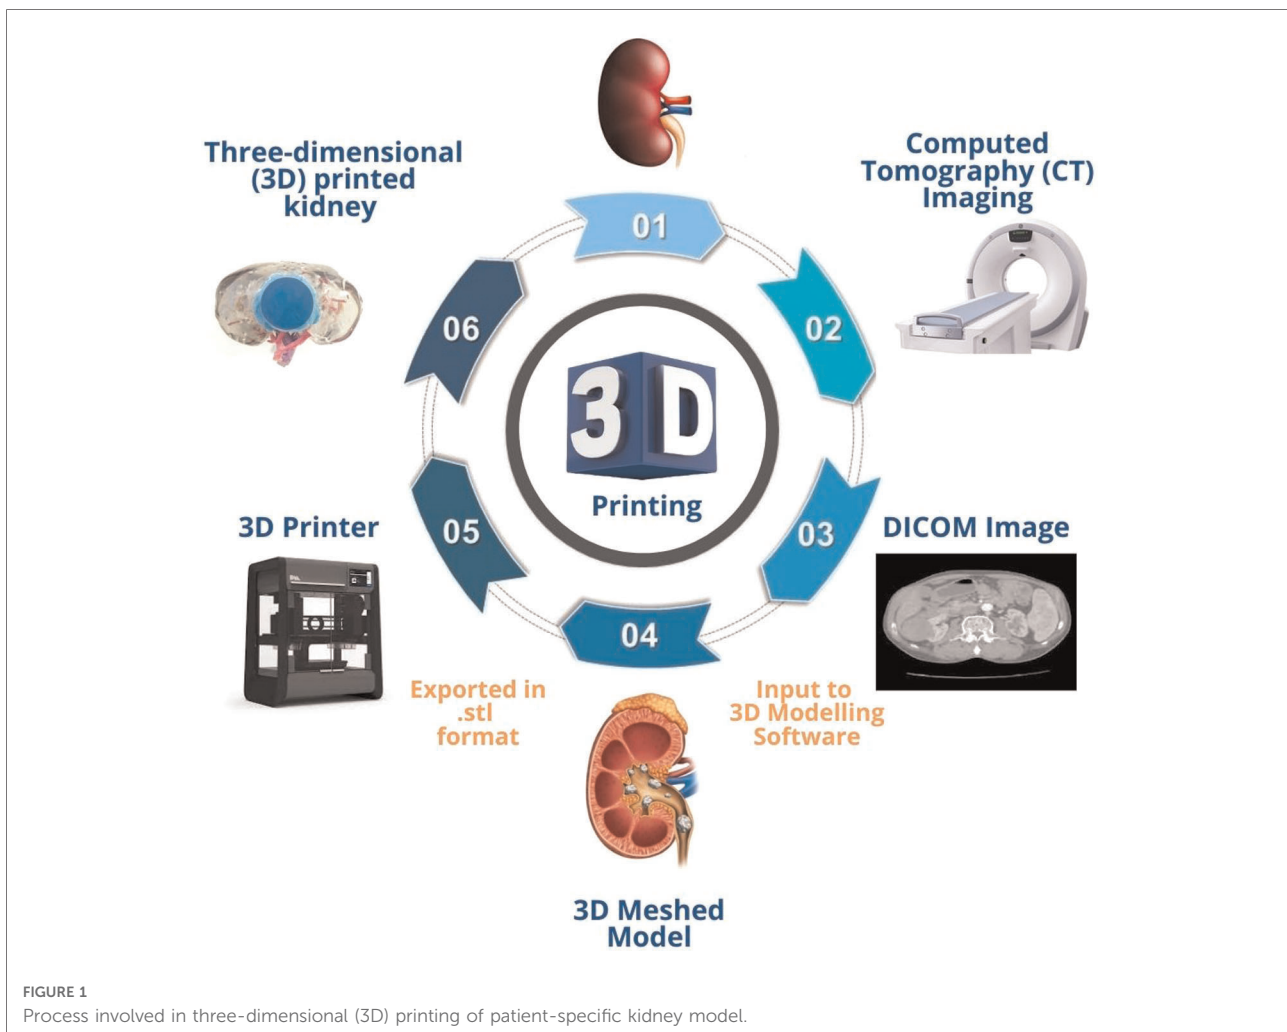 Three-dimensional
(3D) printed
kidney
Computed
Tomography (CT)
Imaging
01
02
03
04
05
06
3D
Printing
3D Printer
DICOM Image
Exported in
.stl
format
Input to
3D Modelling
Software
3D Meshed
Model
FIGURE 1
Process involved in three-dimensional (3D) printing of patient-specific kidney model.